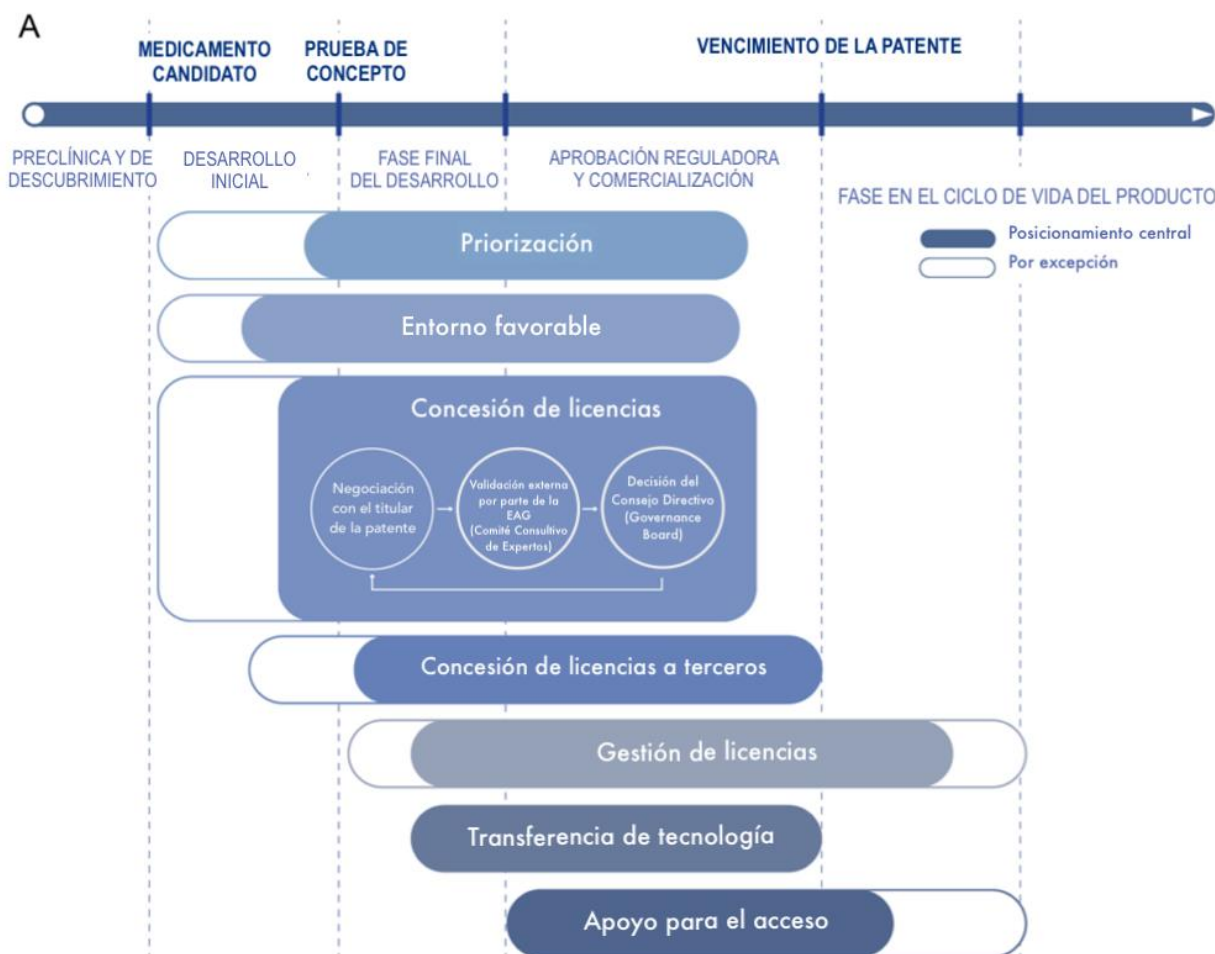 A
MEDICAMENTO
CANDIDATO
PRUEBA DE
CONCEPTO
VENCIMIENTO DE LA PATENTE
PRECLÍNICA Y DE
DESCUBRIMIENTO
DESARROLLO
INICIAL
FASE FINAL
DEL DESARROLLO
APROBACIÓN REGULADORA
Y COMERCIALIZACIÓN
FASE EN EL CICLO DE VIDA DEL PRODUCTO
Posicionamiento central
Por excepción
Priorización
Entorno favorable
Concesión de licencias
Negociación
con el titular
de la patente
Validación externa
por parte de la
EAG
(Comité Consultivo
de Expertos)
Decisión del
Consejo Directivo
(Governance
Board)
Concesión de licencias a terceros
Gestión de licencias
Transferencia de tecnología
Apoyo para el acceso